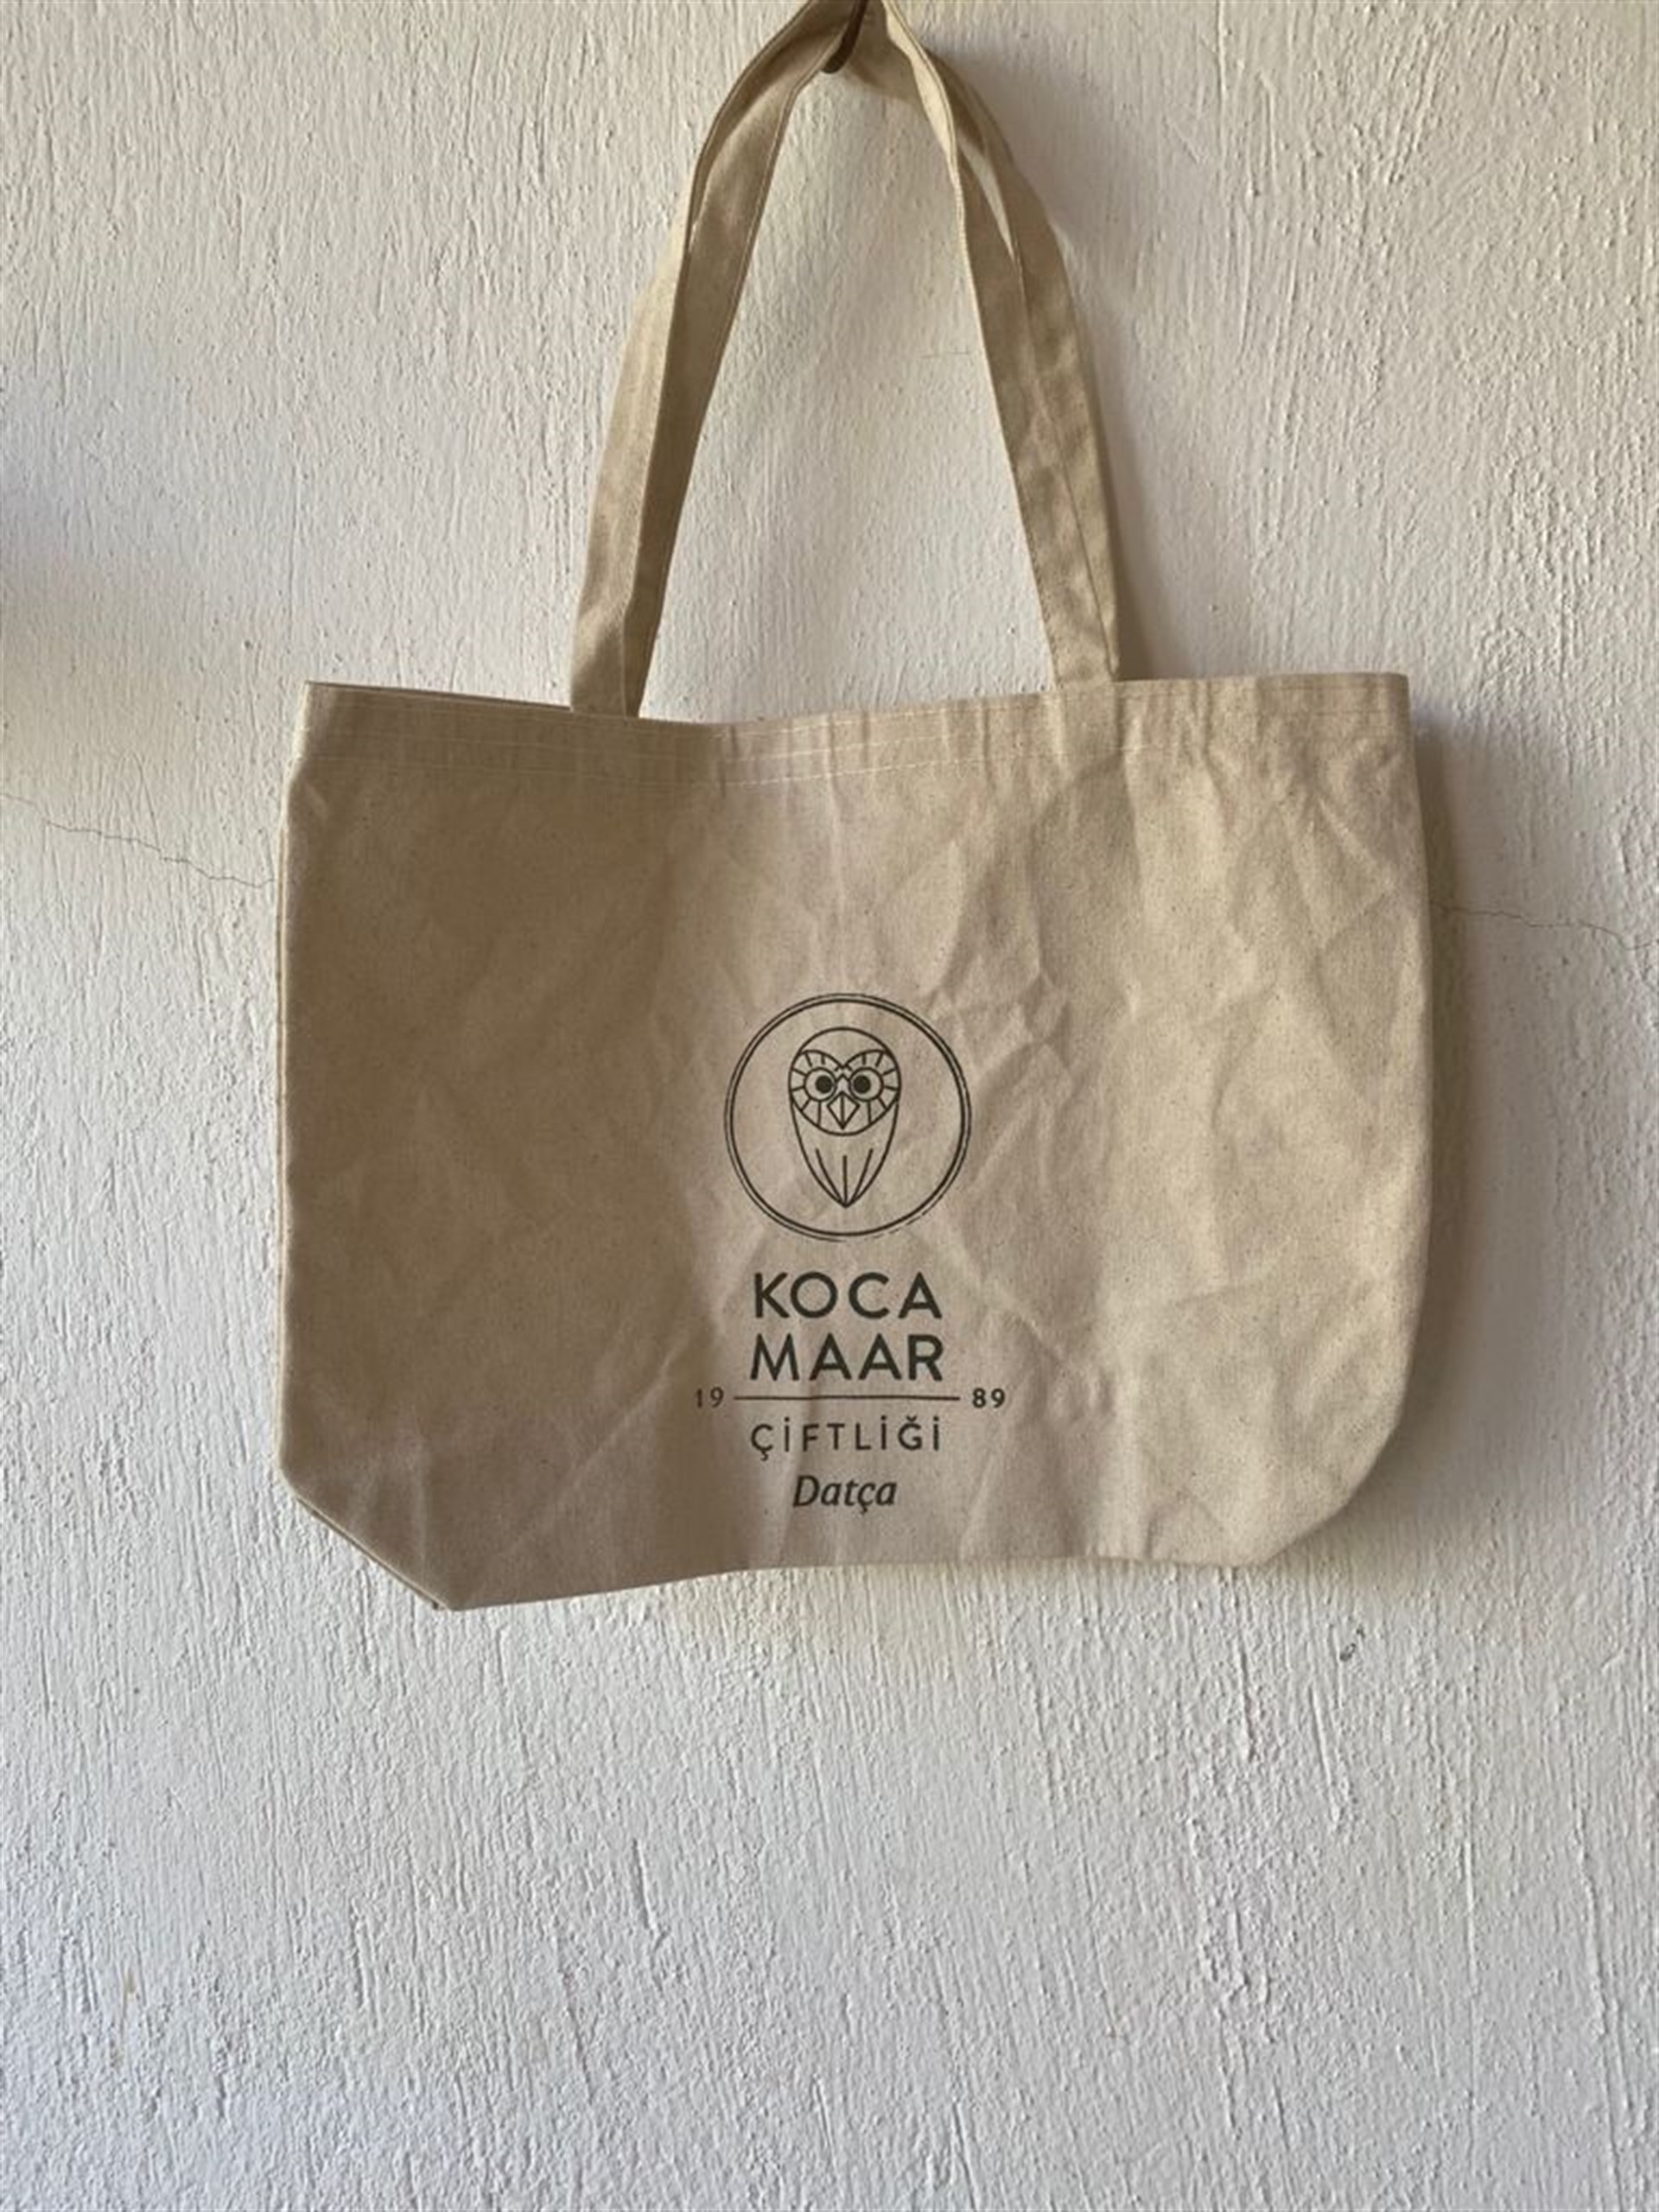 KOCA
MAAR
19 89
ÇİFTLİĞİ
Datça